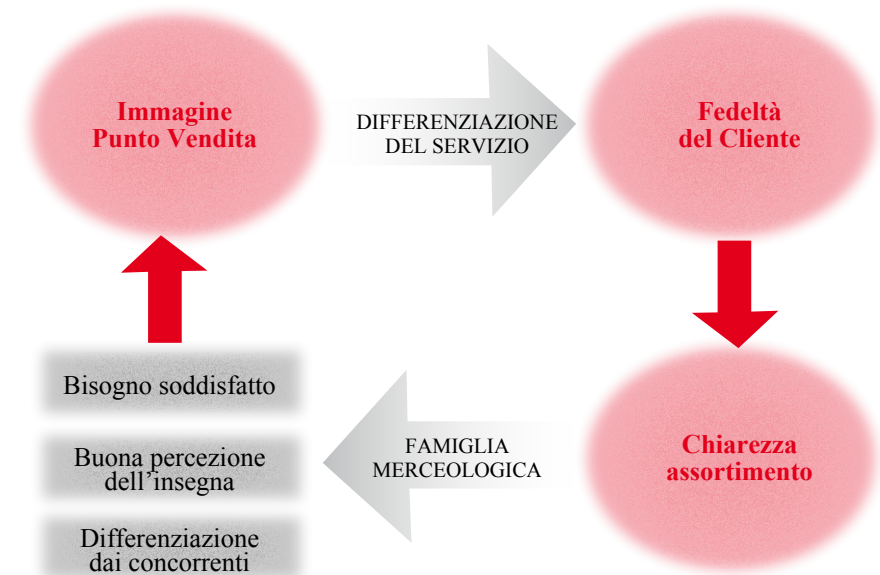 Immagine
Punto Vendita
DIFFERENZIAZIONE
DEL SERVIZIO
Fedeltà
del Cliente
Bisogno soddisfatto
Buona percezione
dell'insegna
Differenziazione
dai concorrenti
FAMIGLIA
MERCEOLOGICA
Chiarezza
assortimento